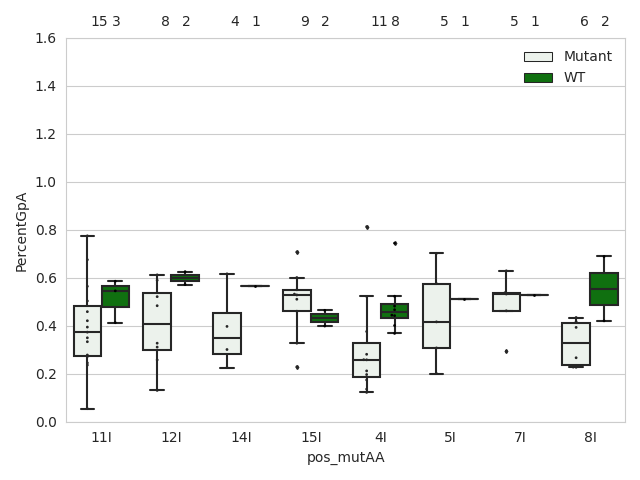 15 3 8 2 4 1 9 2 11 8 5 1 5 1 6 2
1.6
1.4
1.2
1.0
0.8
0.6
0.4
0.2
0.0
PercentGpA
Mutant
WT
11I 12I 14I 15I 4I 5I 7I 8I
pos_mutAA